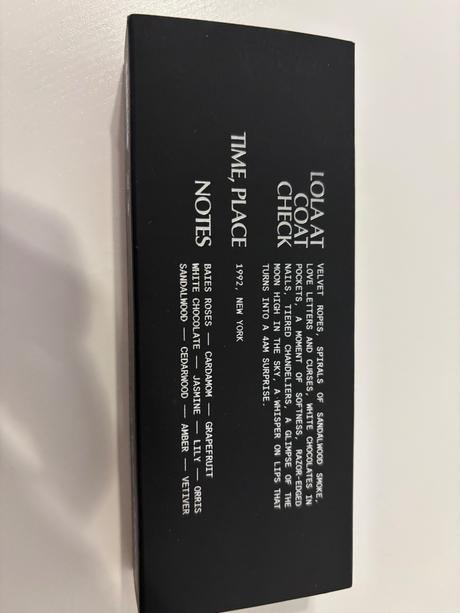 LOLA AT
COAT
CHECK
VELVET ROPES, SPIRALS OF SANDALWOOD SMOKE,
LOVE LETTERS AND CURSES, WHITE CHOCOLATES IN
POCKETS, A MOMENT OF SOFTNESS, RAZOR-EDGED
NAILS, TIERED CHANDELIERS, A GLIMPSE OF THE
MOON HIGH IN THE SKY, A WHISPER ON LIPS THAT
TURNS INTO A 4AM SURPRISE.
TIME, PLACE
1992, NEW YORK
NOTES
BAIES ROSES — CARDAMOM — GRAPEFRUIT
WHITE CHOCOLATE — JASMINE — LILY — ORRIS
SANDALWOOD — CEDARWOOD — AMBER — VETIVER